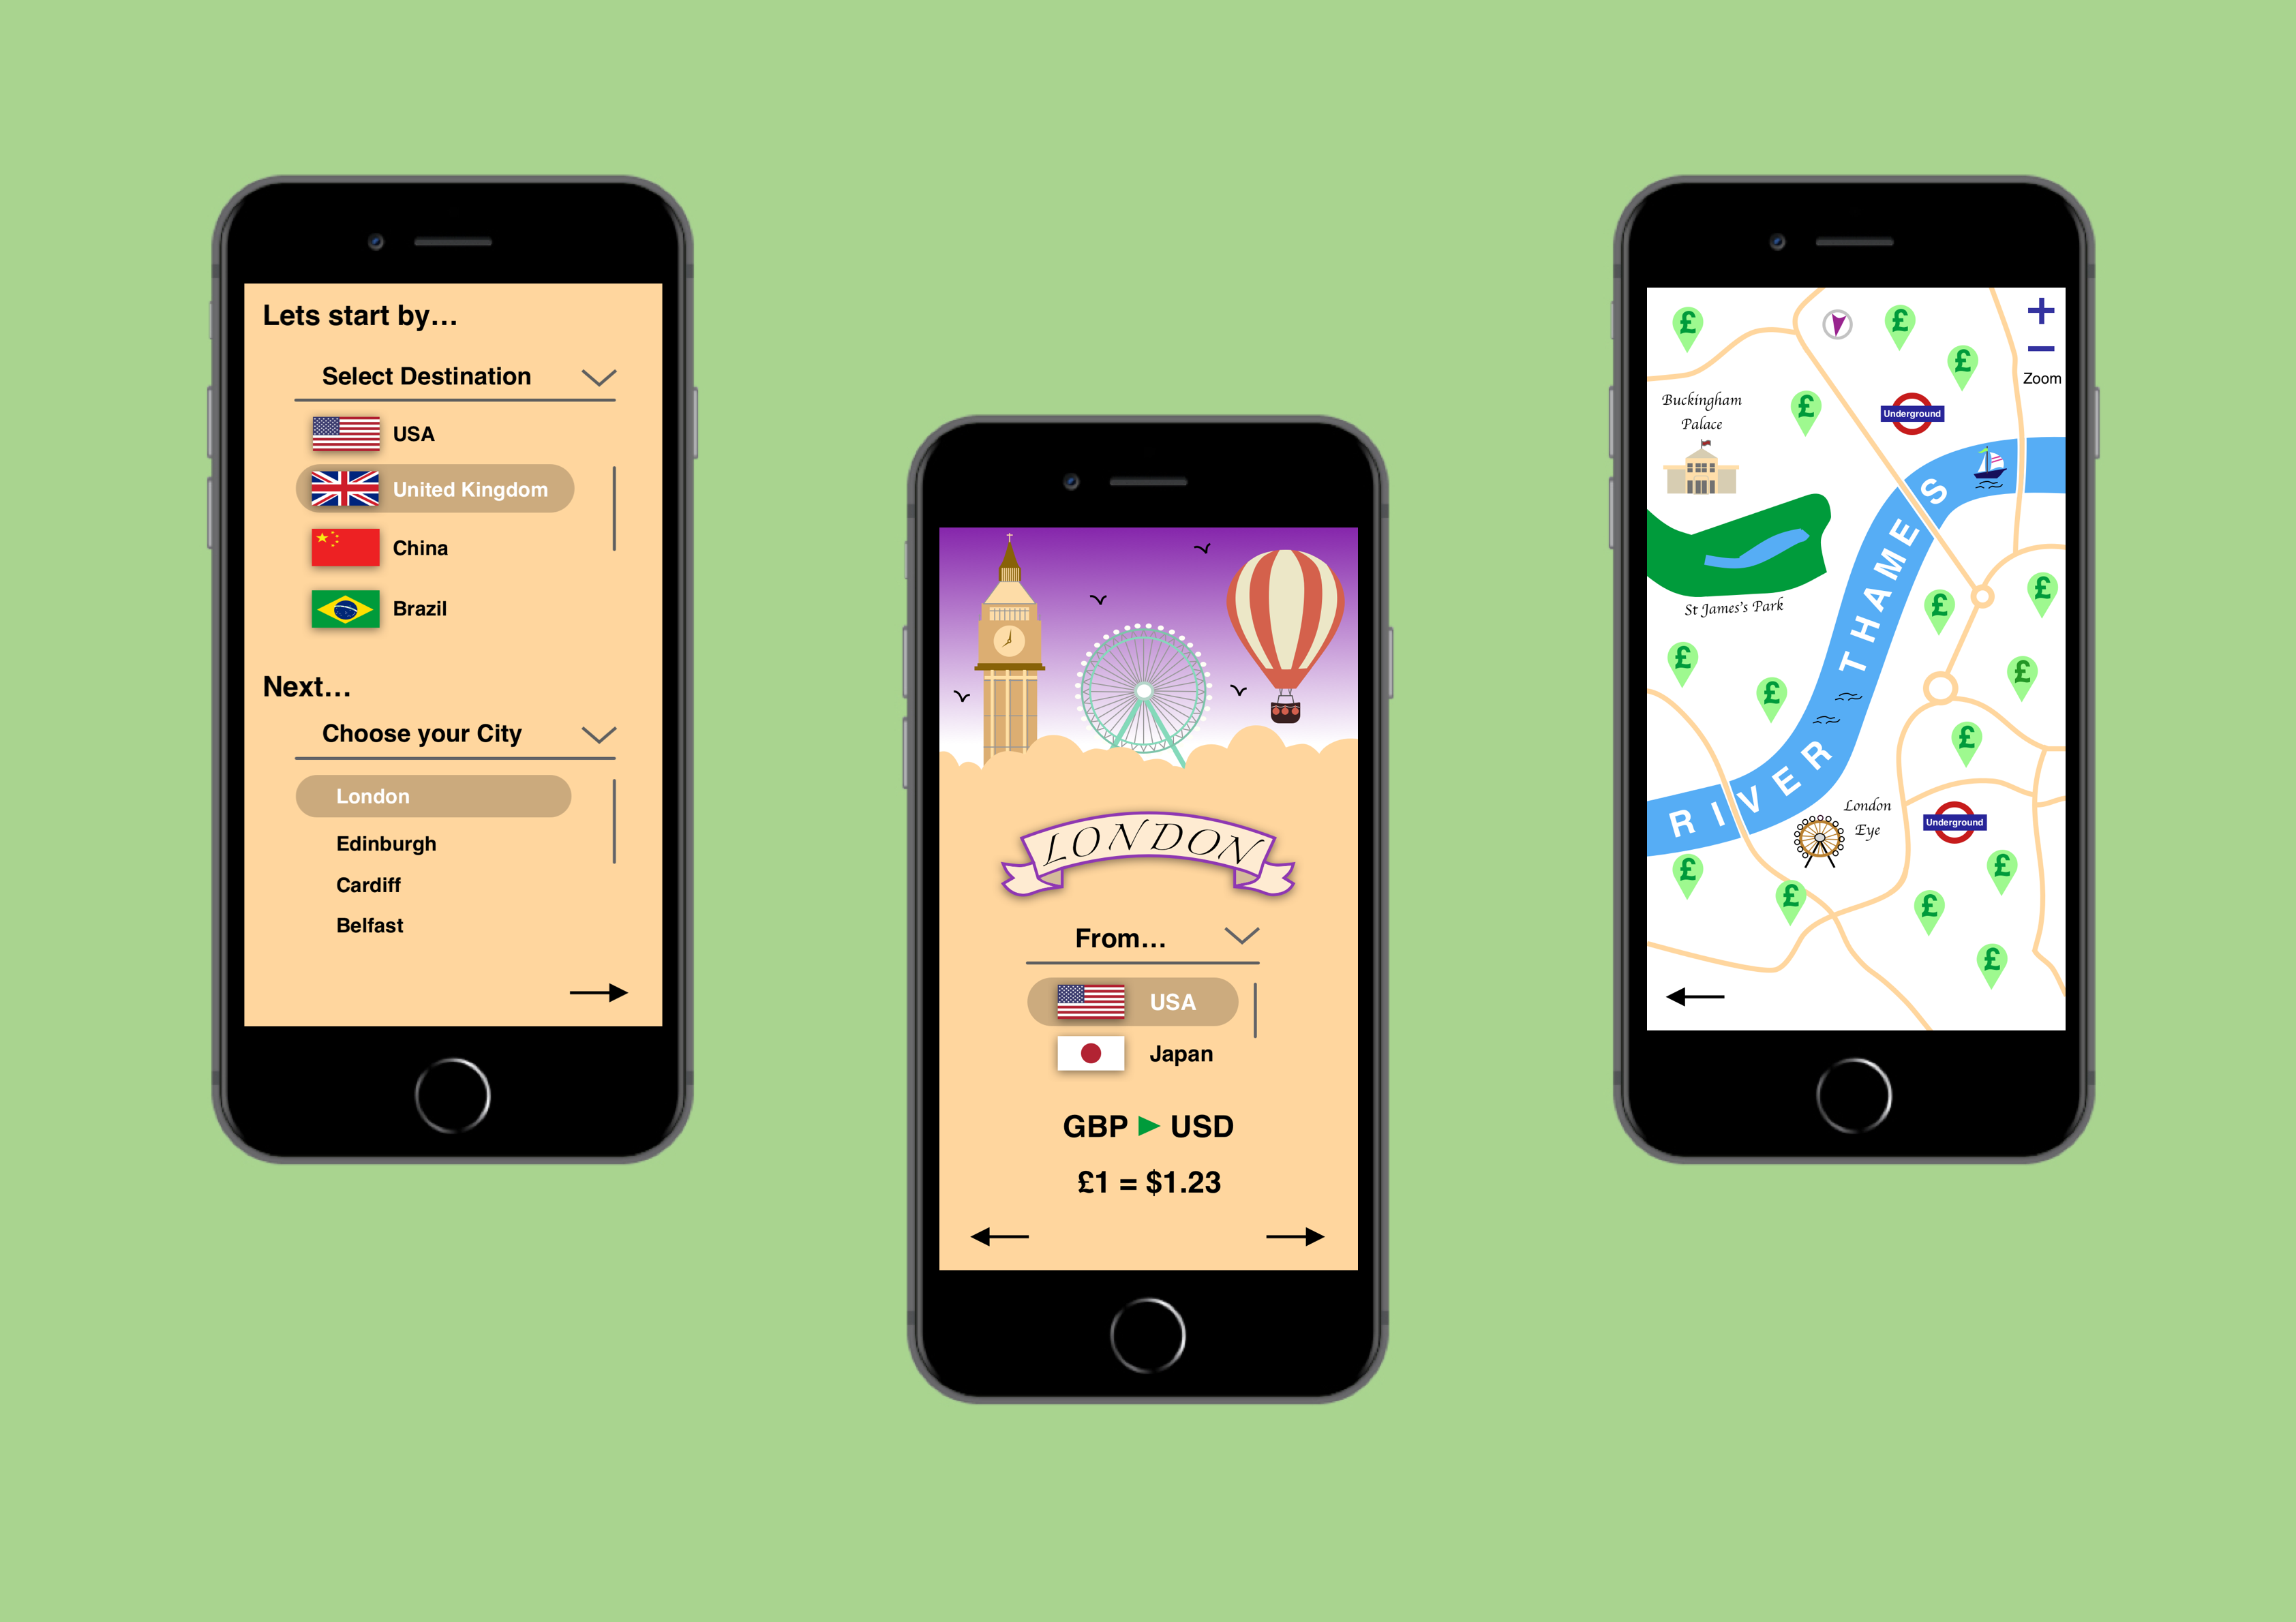 Lets start by...
Select Destination
USA
United Kingdom
China
Brazil
Next...
Choose your City
London
Edinburgh
Cardiff
Belfast
LONDON
From...
USA
Japan
GBP ▶ USD
£1 = $1.23
£
£
£
£
+
−
Zoom
Buckingham
Palace
Underground
St James's Park
RIVER THAMES
£
£
£
£
£
£
London
Eye
Underground
£
£
£
£
£